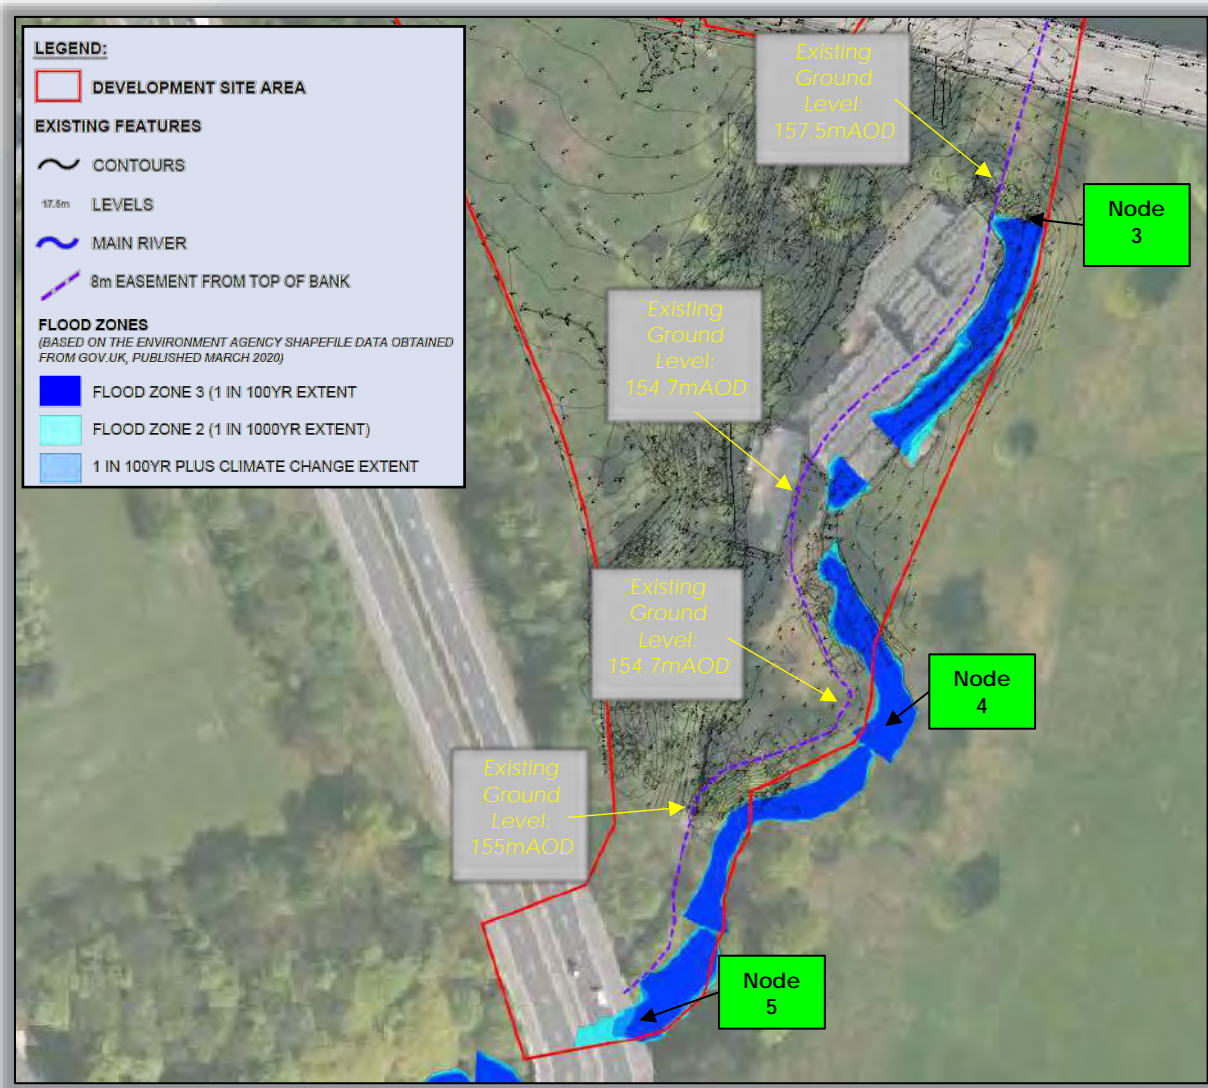 LEGEND:
DEVELOPMENT SITE AREA
EXISTING FEATURES
CONTOURS
17.5m LEVELS
MAIN RIVER
8m EASEMENT FROM TOP OF BANK
FLOOD ZONES
(BASED ON THE ENVIRONMENT AGENCY SHAPEFILE DATA OBTAINED
FROM GOV.UK, PUBLISHED MARCH 2020)
FLOOD ZONE 3 (1 IN 100YR EXTENT
FLOOD ZONE 2 (1 IN 1000YR EXTENT)
1 IN 100YR PLUS CLIMATE CHANGE EXTENT
Existing
Ground
Level:
157.5mAOD
Node
3
Existing
Ground
Level:
154.7mAOD
Existing
Ground
Level:
154.7mAOD
Node
4
Existing
Ground
Level:
155mAOD
Node
5